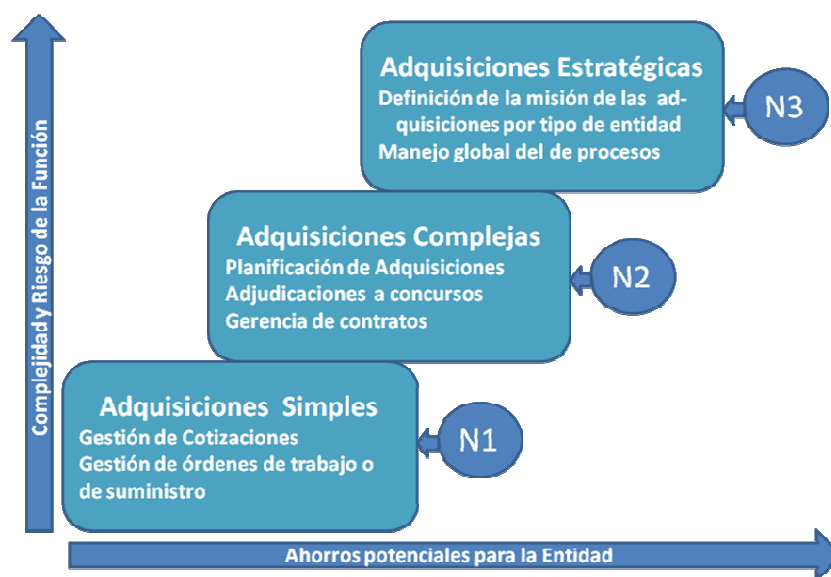 Complejidad y Riesgo de la Función
Adquisiciones Estratégicas
Definición de la misión de las ad-
quisiciones por tipo de entidad
Manejo global del de procesos
N3
Adquisiciones Complejas
Planificación de Adquisiciones
Adjudicaciones a concursos
Gerencia de contratos
N2
Adquisiciones Simples
Gestión de Cotizaciones
Gestión de órdenes de trabajo o
de suministro
N1
Ahorros potenciales para la Entidad